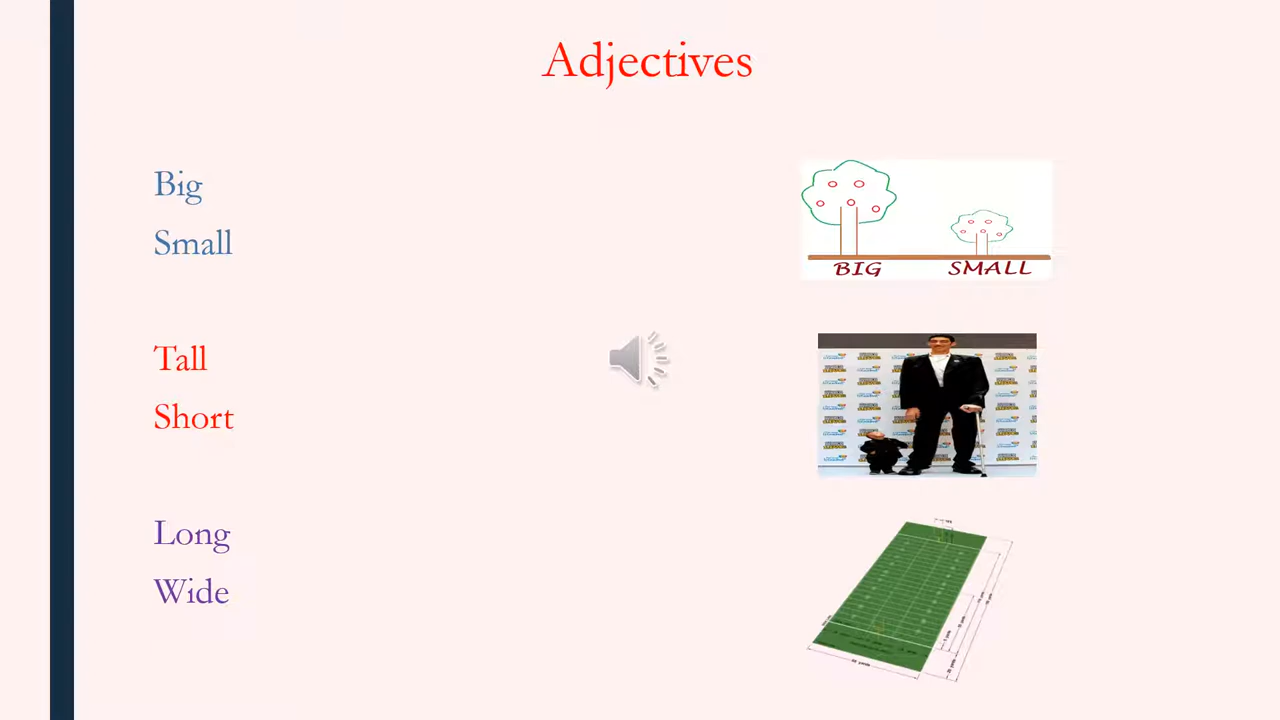 Adjectives
Big
Small
BIG SMALL
Tall
Short
Long
Wide